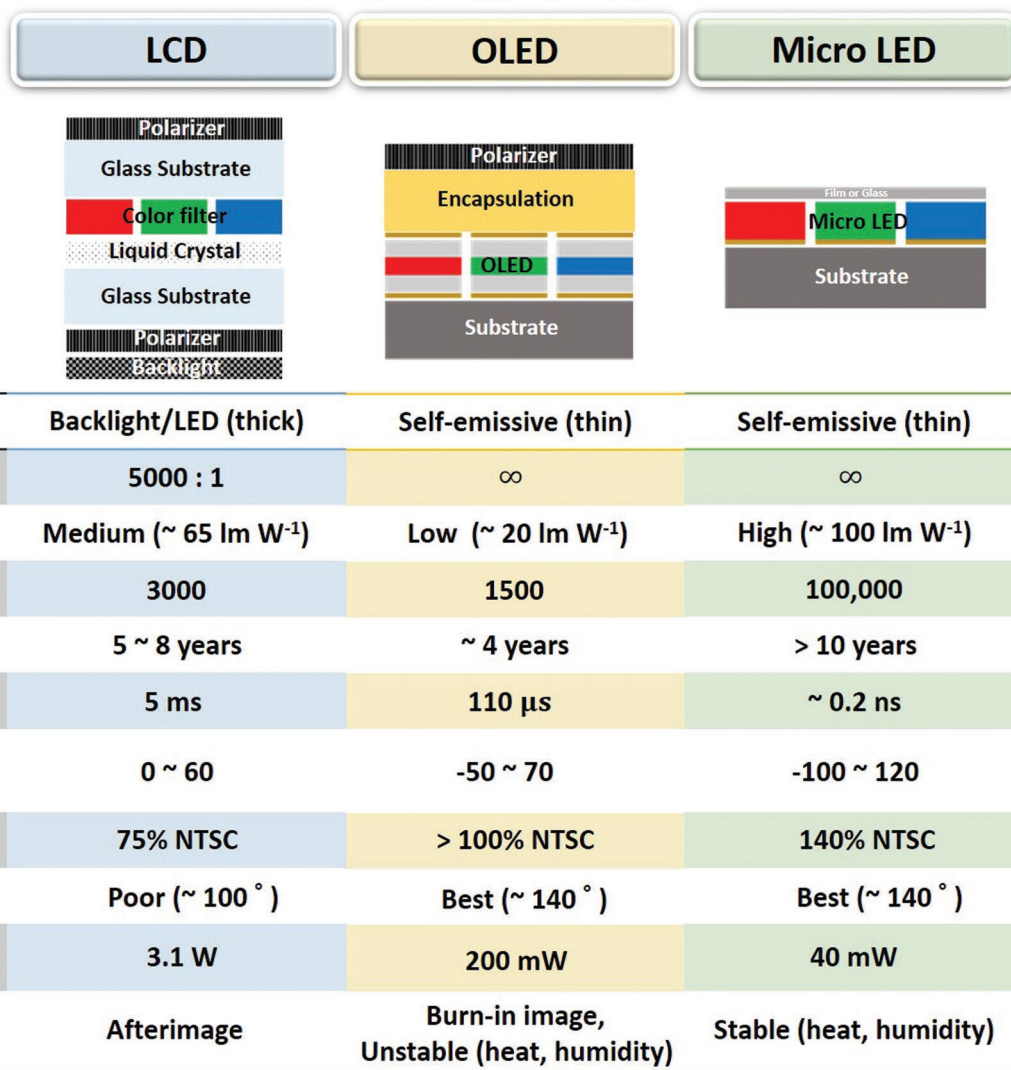 LCD
OLED
Micro LED
Polarizer
Glass Substrate
Color filter
Liquid Crystal
Glass Substrate
Polarizer
Backlight
Polarizer
Encapsulation
OLED
Substrate
Film or Glass
Micro LED
Substrate
Backlight/LED (thick) Self-emissive (thin) Self-emissive (thin)
5000 : 1 ∞ ∞
Medium (~ 65 lm W⁻¹) Low (~ 20 lm W⁻¹) High (~ 100 lm W⁻¹)
3000 1500 100,000
5 ~ 8 years ~ 4 years > 10 years
5 ms 110 μs ~ 0.2 ns
0 ~ 60 -50 ~ 70 -100 ~ 120
75% NTSC > 100% NTSC 140% NTSC
Poor (~ 100 ˚ ) Best (~ 140 ˚ ) Best (~ 140 ˚ )
3.1 W 200 mW 40 mW
Afterimage
Burn-in image,
Unstable (heat, humidity)
Stable (heat, humidity)